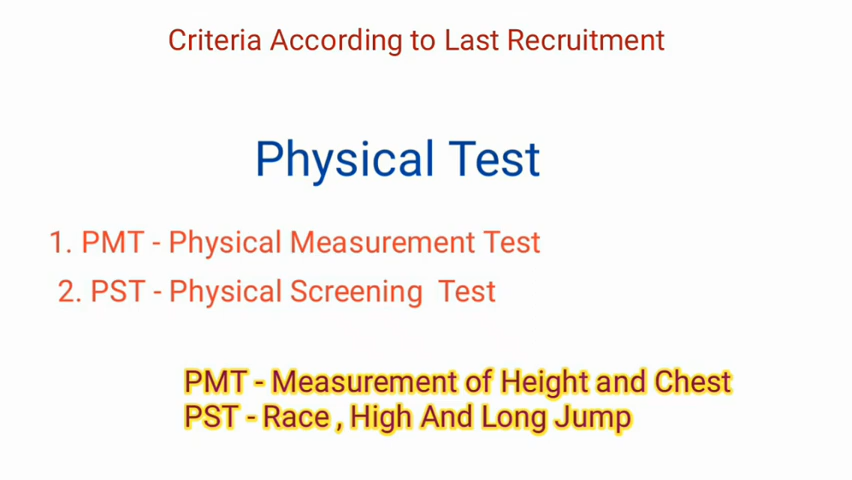 Criteria According to Last Recruitment
Physical Test
1. PMT - Physical Measurement Test
2. PST - Physical Screening Test
PMT - Measurement of Height and Chest
PST - Race , High And Long Jump